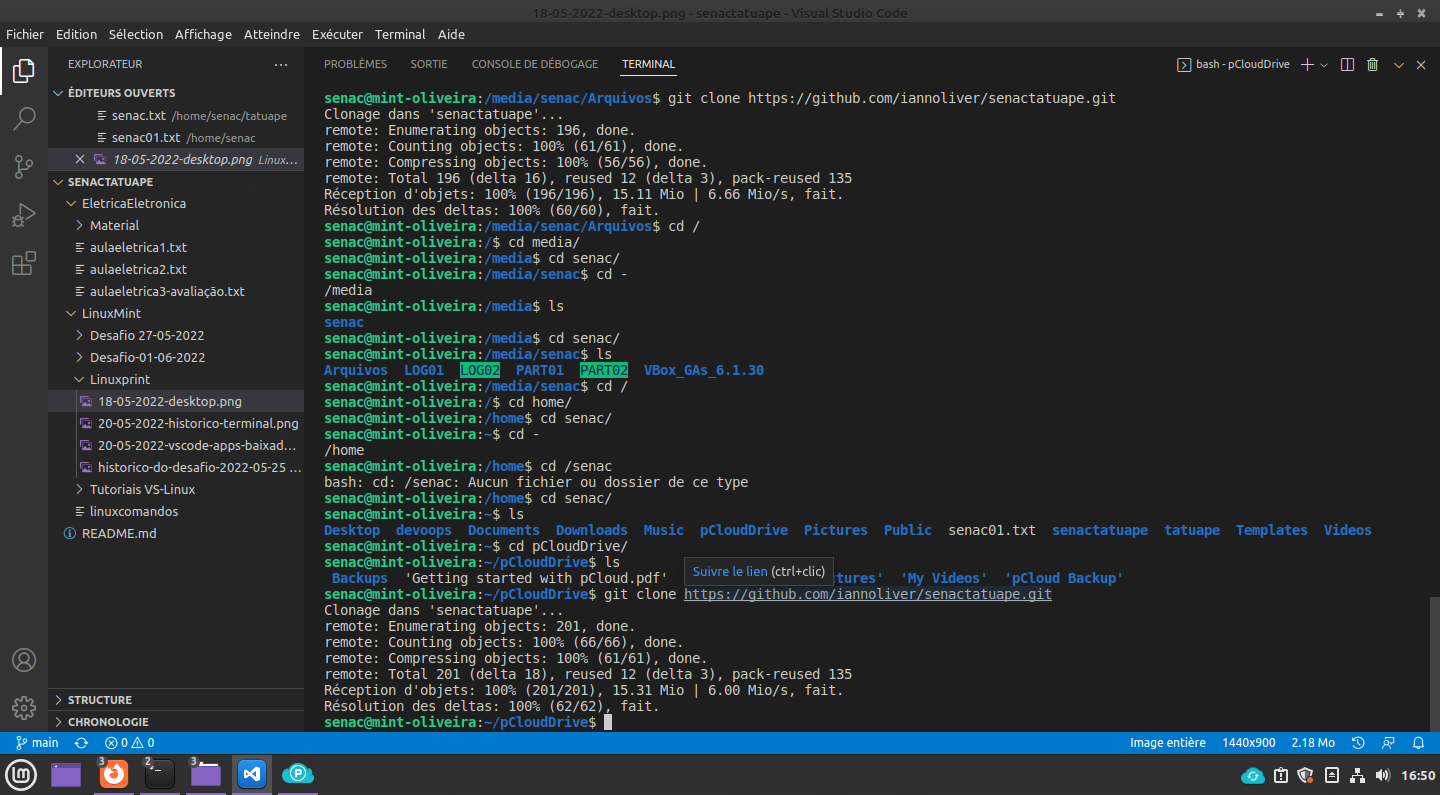 18-05-2022-desktop.png - senactatuape - Visual Studio Code
Fichier Edition Sélection Affichage Atteindre Exécuter Terminal Aide
EXPLORATEUR
ÉDITEURS OUVERTS
senac.txt /home/senac/tatuape
senac01.txt /home/senac
18-05-2022-desktop.png Linux...
SENACTATUAPE
EletricaEletronica
Material
aulaeletrica1.txt
aulaeletrica2.txt
aulaeletrica3-avaliação.txt
LinuxMint
Desafio 27-05-2022
Desafio-01-06-2022
Linuxprint
18-05-2022-desktop.png
20-05-2022-historico-terminal.png
20-05-2022-vscode-apps-baixad...
historico-do-desafio-2022-05-25 ...
Tutoriais VS-Linux
linuxcomandos
README.md
STRUCTURE
CHRONOLOGIE
PROBLÈMES SORTIE CONSOLE DE DÉBOGAGE TERMINAL
bash - pCloudDrive
senac@mint-oliveira:/media/senac/Arquivos$ git clone https://github.com/iannoliver/senactatuape.git
Clonage dans 'senactatuape'...
remote: Enumerating objects: 196, done.
remote: Counting objects: 100% (61/61), done.
remote: Compressing objects: 100% (56/56), done.
remote: Total 196 (delta 16), reused 12 (delta 3), pack-reused 135
Réception d'objets: 100% (196/196), 15.11 Mio | 6.66 Mio/s, fait.
Résolution des deltas: 100% (60/60), fait.
senac@mint-oliveira:/media/senac/Arquivos$ cd /
senac@mint-oliveira:/$ cd media/
senac@mint-oliveira:/media$ cd senac/
senac@mint-oliveira:/media/senac$ cd -
/media
senac@mint-oliveira:/media$ ls
senac
senac@mint-oliveira:/media$ cd senac/
senac@mint-oliveira:/media/senac$ ls
Arquivos LOG01 LOG02 PART01 PART02 VBox_GAs_6.1.30
senac@mint-oliveira:/media/senac$ cd /
senac@mint-oliveira:/$ cd home/
senac@mint-oliveira:/home$ cd senac/
senac@mint-oliveira:~$ cd -
/home
senac@mint-oliveira:/home$ cd /senac
bash: cd: /senac: Aucun fichier ou dossier de ce type
senac@mint-oliveira:/home$ cd senac/
senac@mint-oliveira:~$ ls
Desktop devoops Documents Downloads Music pCloudDrive Pictures Public senac01.txt senactatuape tatuape Templates Videos
senac@mint-oliveira:~$ cd pCloudDrive/
senac@mint-oliveira:~/pCloudDrive$ ls
Suivre le lien (ctrl+clic)
Backups 'Getting started with pCloud.pdf' tures' 'My Videos' 'pCloud Backup'
senac@mint-oliveira:~/pCloudDrive$ git clone https://github.com/iannoliver/senactatuape.git
Clonage dans 'senactatuape'...
remote: Enumerating objects: 201, done.
remote: Counting objects: 100% (66/66), done.
remote: Compressing objects: 100% (61/61), done.
remote: Total 201 (delta 18), reused 12 (delta 3), pack-reused 135
Réception d'objets: 100% (201/201), 15.31 Mio | 6.00 Mio/s, fait.
Résolution des deltas: 100% (62/62), fait.
senac@mint-oliveira:~/pCloudDrive$
main 0 0 Image entière 1440x900 2.18 Mo
3 2 3 16:50